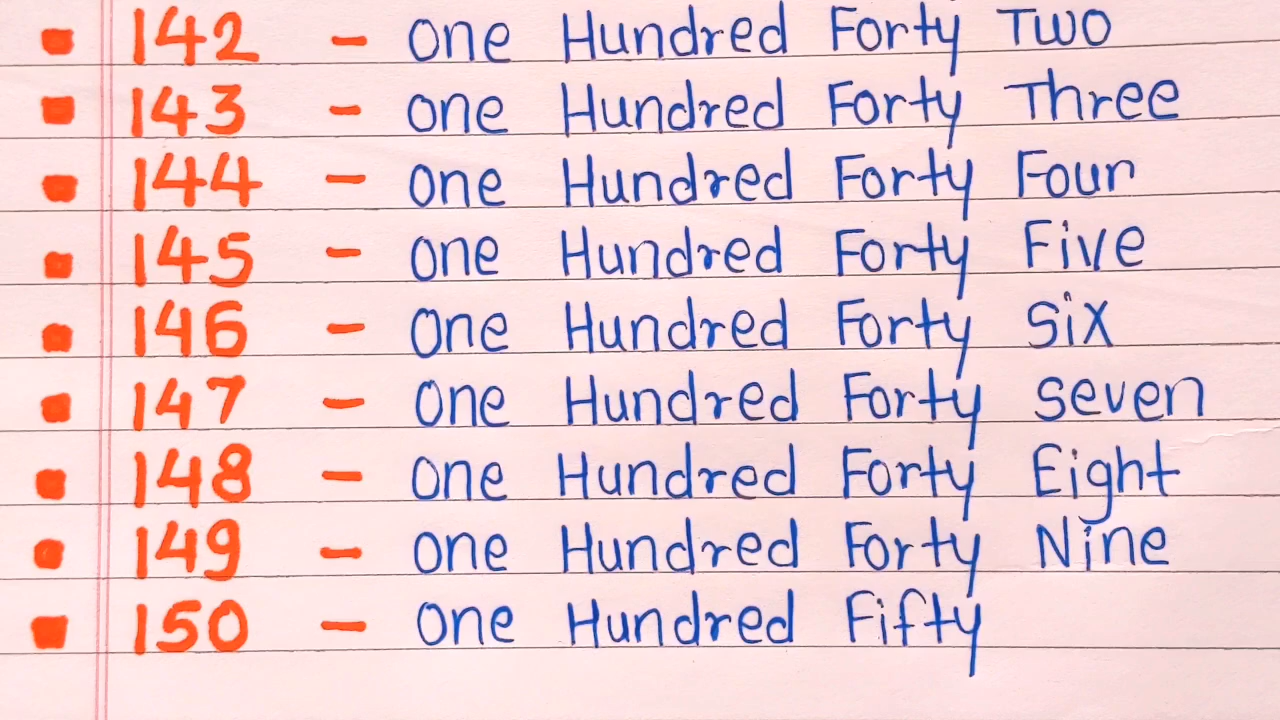 ▪ 142 - One Hundred Forty Two
▪ 143 - One Hundred Forty Three
▪ 144 - One Hundred Forty Four
▪ 145 - One Hundred Forty Five
▪ 146 - One Hundred Forty Six
▪ 147 - One Hundred Forty seven
▪ 148 - One Hundred Forty Eight
▪ 149 - One Hundred Forty Nine
▪ 150 - One Hundred Fifty